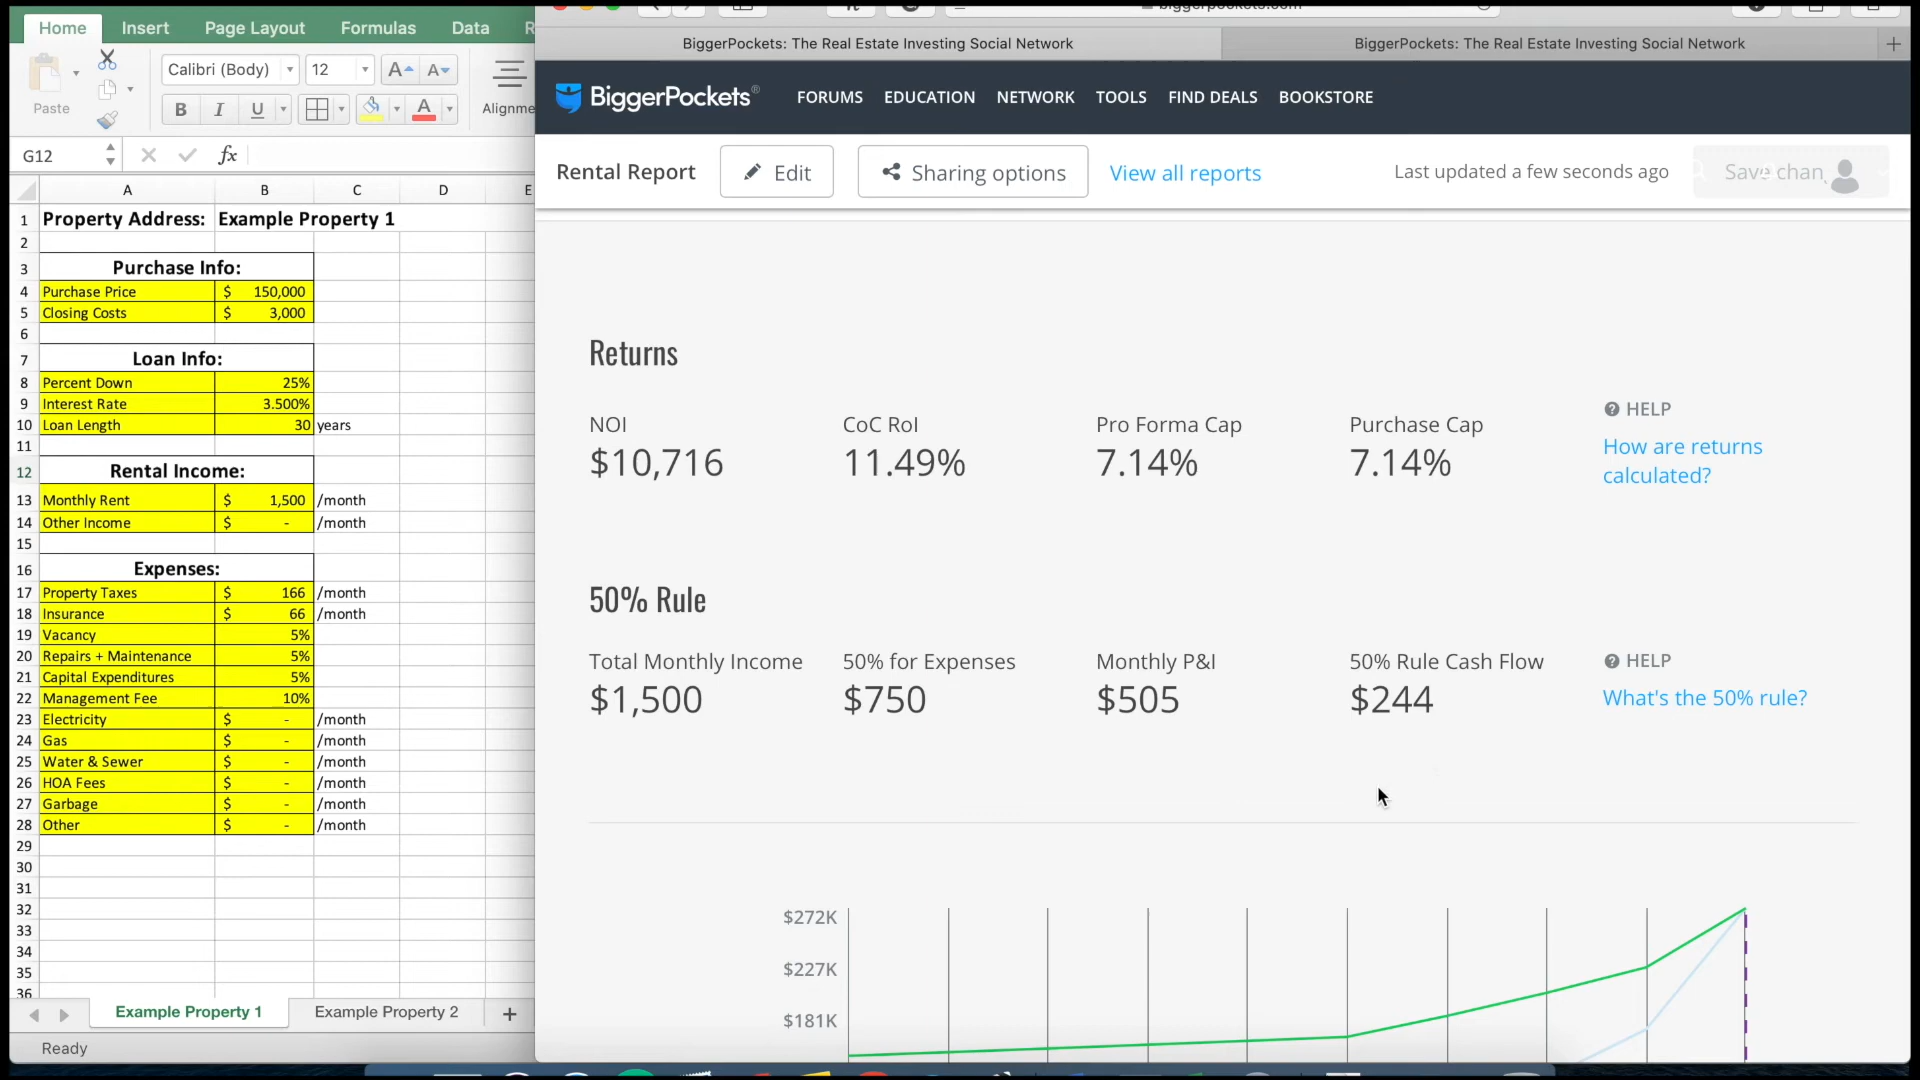 Home Insert Page Layout Formulas Data R
Calibri (Body) 12 A A
Paste B I U A Alignme
G12 fx
A B C D E
1 Property Address: Example Property 1
2
3 Purchase Info:
4 Purchase Price $ 150,000
5 Closing Costs $ 3,000
6
7 Loan Info:
8 Percent Down 25%
9 Interest Rate 3.500%
10 Loan Length 30 years
11
12 Rental Income:
13 Monthly Rent $ 1,500 /month
14 Other Income $ - /month
15
16 Expenses:
17 Property Taxes $ 166 /month
18 Insurance $ 66 /month
19 Vacancy 5%
20 Repairs + Maintenance 5%
21 Capital Expenditures 5%
22 Management Fee 10%
23 Electricity $ - /month
24 Gas $ - /month
25 Water & Sewer $ - /month
26 HOA Fees $ - /month
27 Garbage $ - /month
28 Other $ - /month
29
30
31
32
33
34
35
36
Example Property 1 Example Property 2 +
Ready
biggerpockets.com
BiggerPockets: The Real Estate Investing Social Network BiggerPockets: The Real Estate Investing Social Network +
BiggerPockets® FORUMS EDUCATION NETWORK TOOLS FIND DEALS BOOKSTORE
Rental Report Edit Sharing options View all reports Last updated a few seconds ago Save chan
Returns
NOI CoC RoI Pro Forma Cap Purchase Cap ? HELP
$10,716 11.49% 7.14% 7.14% How are returns
calculated?
50% Rule
Total Monthly Income 50% for Expenses Monthly P&I 50% Rule Cash Flow ? HELP
$1,500 $750 $505 $244 What's the 50% rule?
$272K
$227K
$181K